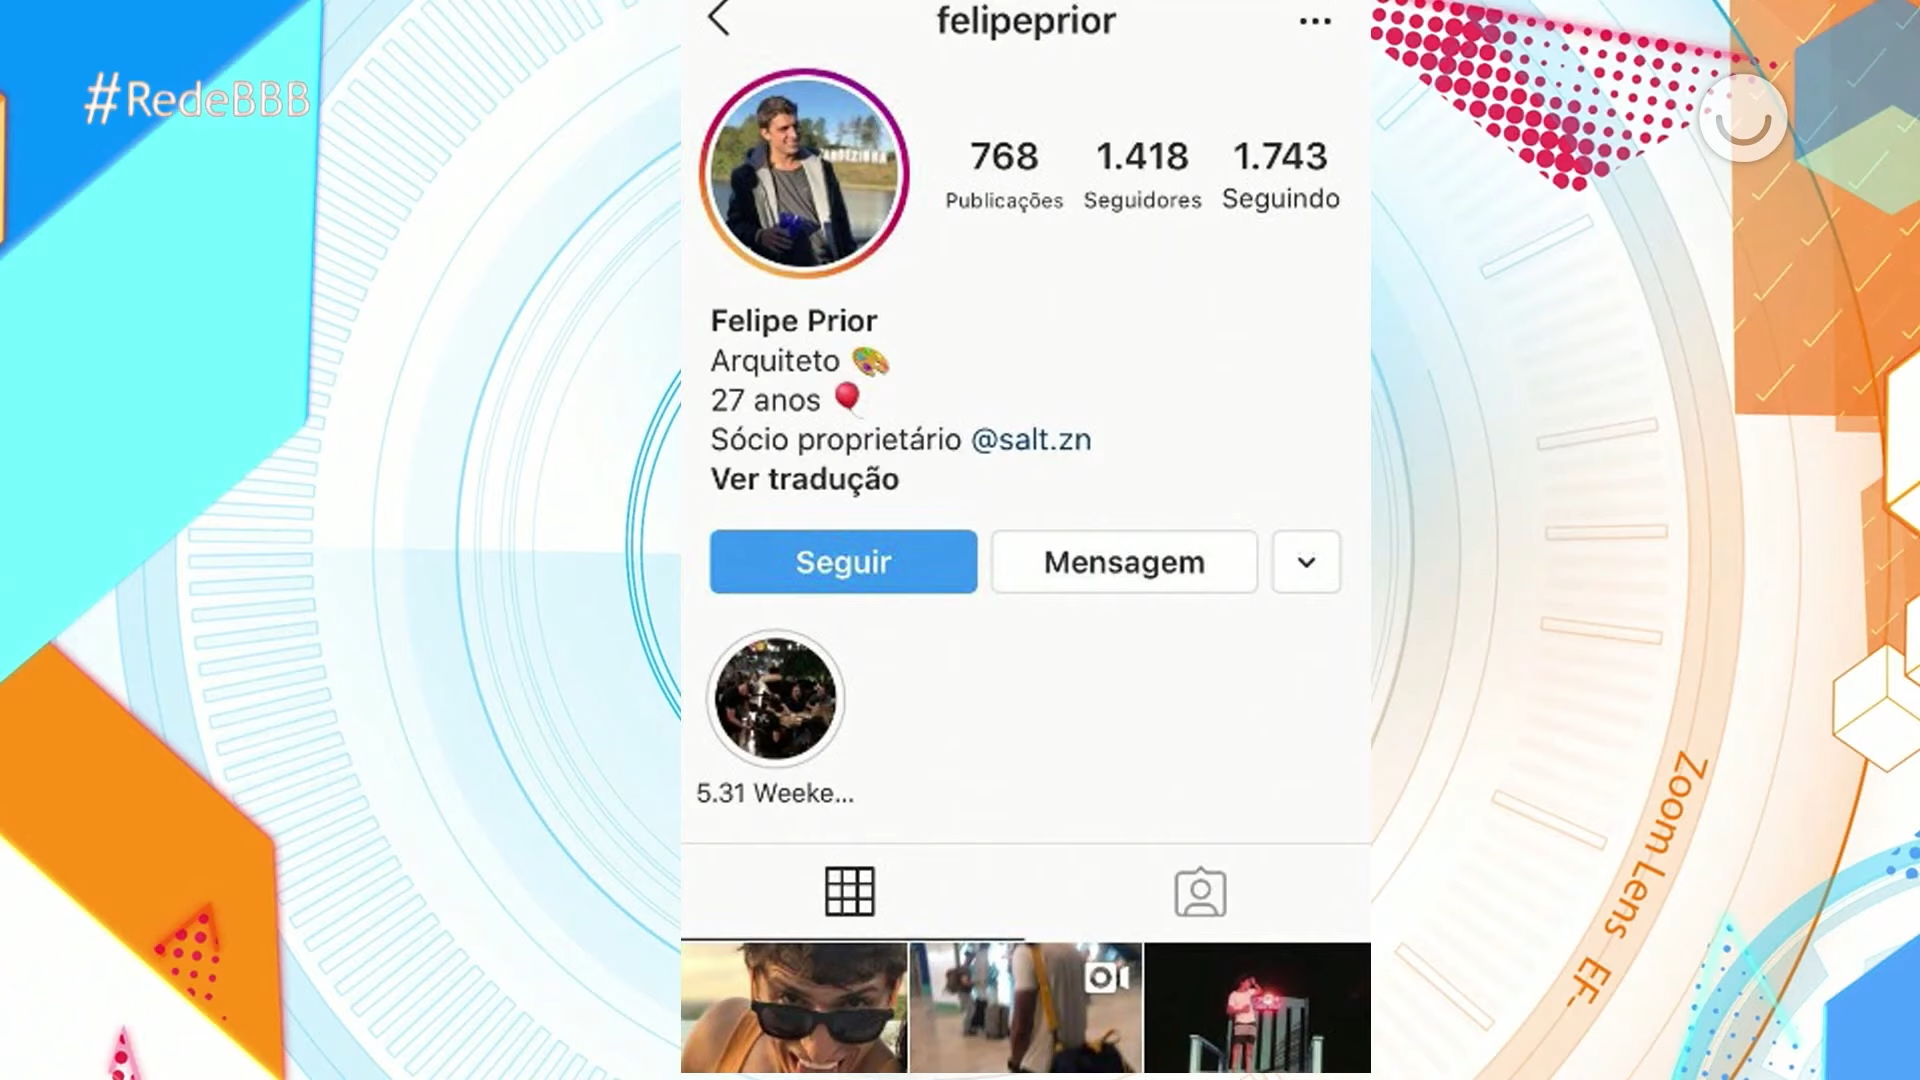 #RedeBBB
felipeprior
768 1.418 1.743
Publicações Seguidores Seguindo
Felipe Prior
Arquiteto
27 anos
Sócio proprietário @salt.zn
Ver tradução
Seguir Mensagem
5.31 Weeke...
Zoom Lens EF-